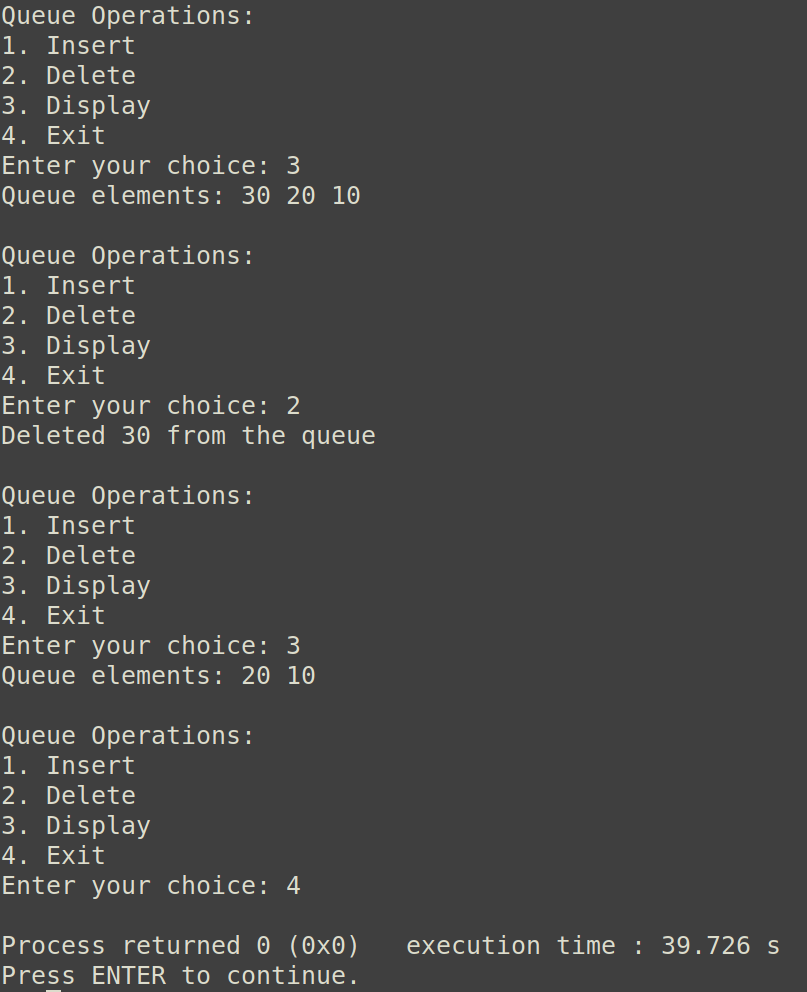 Queue Operations:
1. Insert
2. Delete
3. Display
4. Exit
Enter your choice: 3
Queue elements: 30 20 10
Queue Operations:
1. Insert
2. Delete
3. Display
4. Exit
Enter your choice: 2
Deleted 30 from the queue
Queue Operations:
1. Insert
2. Delete
3. Display
4. Exit
Enter your choice: 3
Queue elements: 20 10
Queue Operations:
1. Insert
2. Delete
3. Display
4. Exit
Enter your choice: 4
Process returned 0 (0x0)   execution time : 39.726 s
Press ENTER to continue.